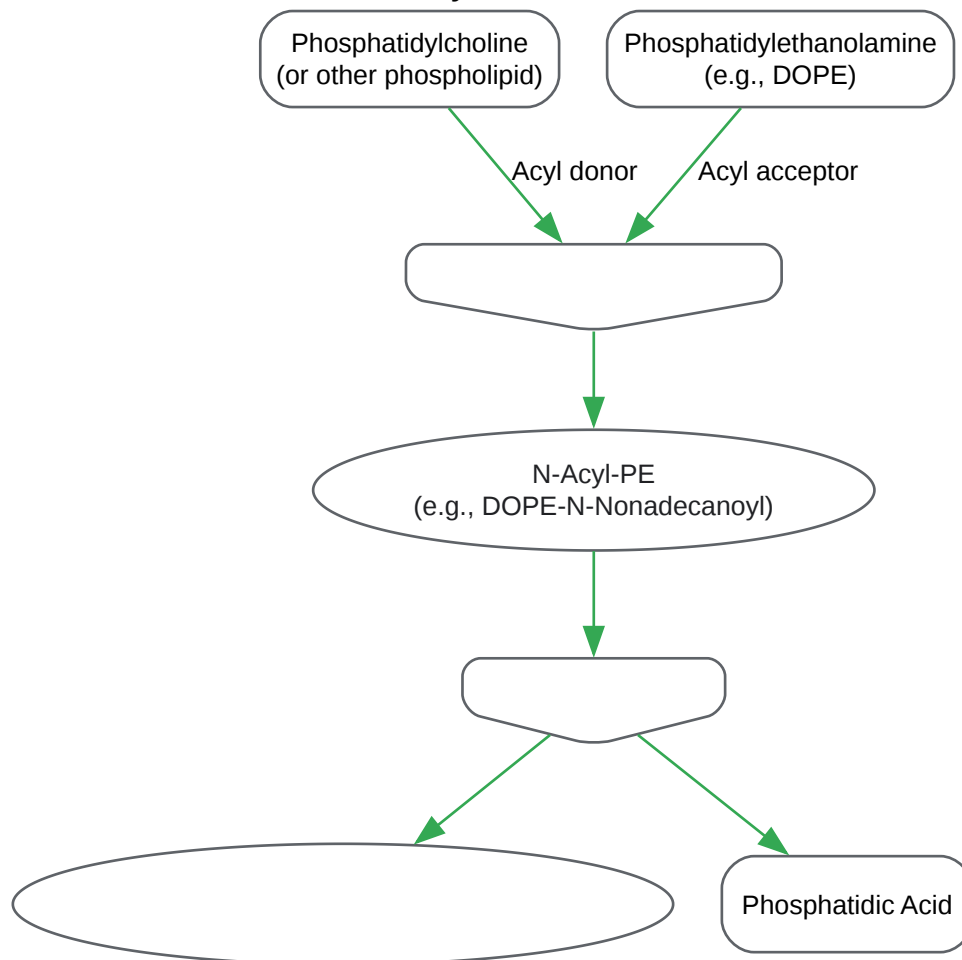 Phosphatidylcholine
(or other phospholipid)
Phosphatidylethanolamine
(e.g., DOPE)
Acyl donor
Acyl acceptor
N-Acyl-PE
(e.g., DOPE-N-Nonadecanoyl)
Phosphatidic Acid